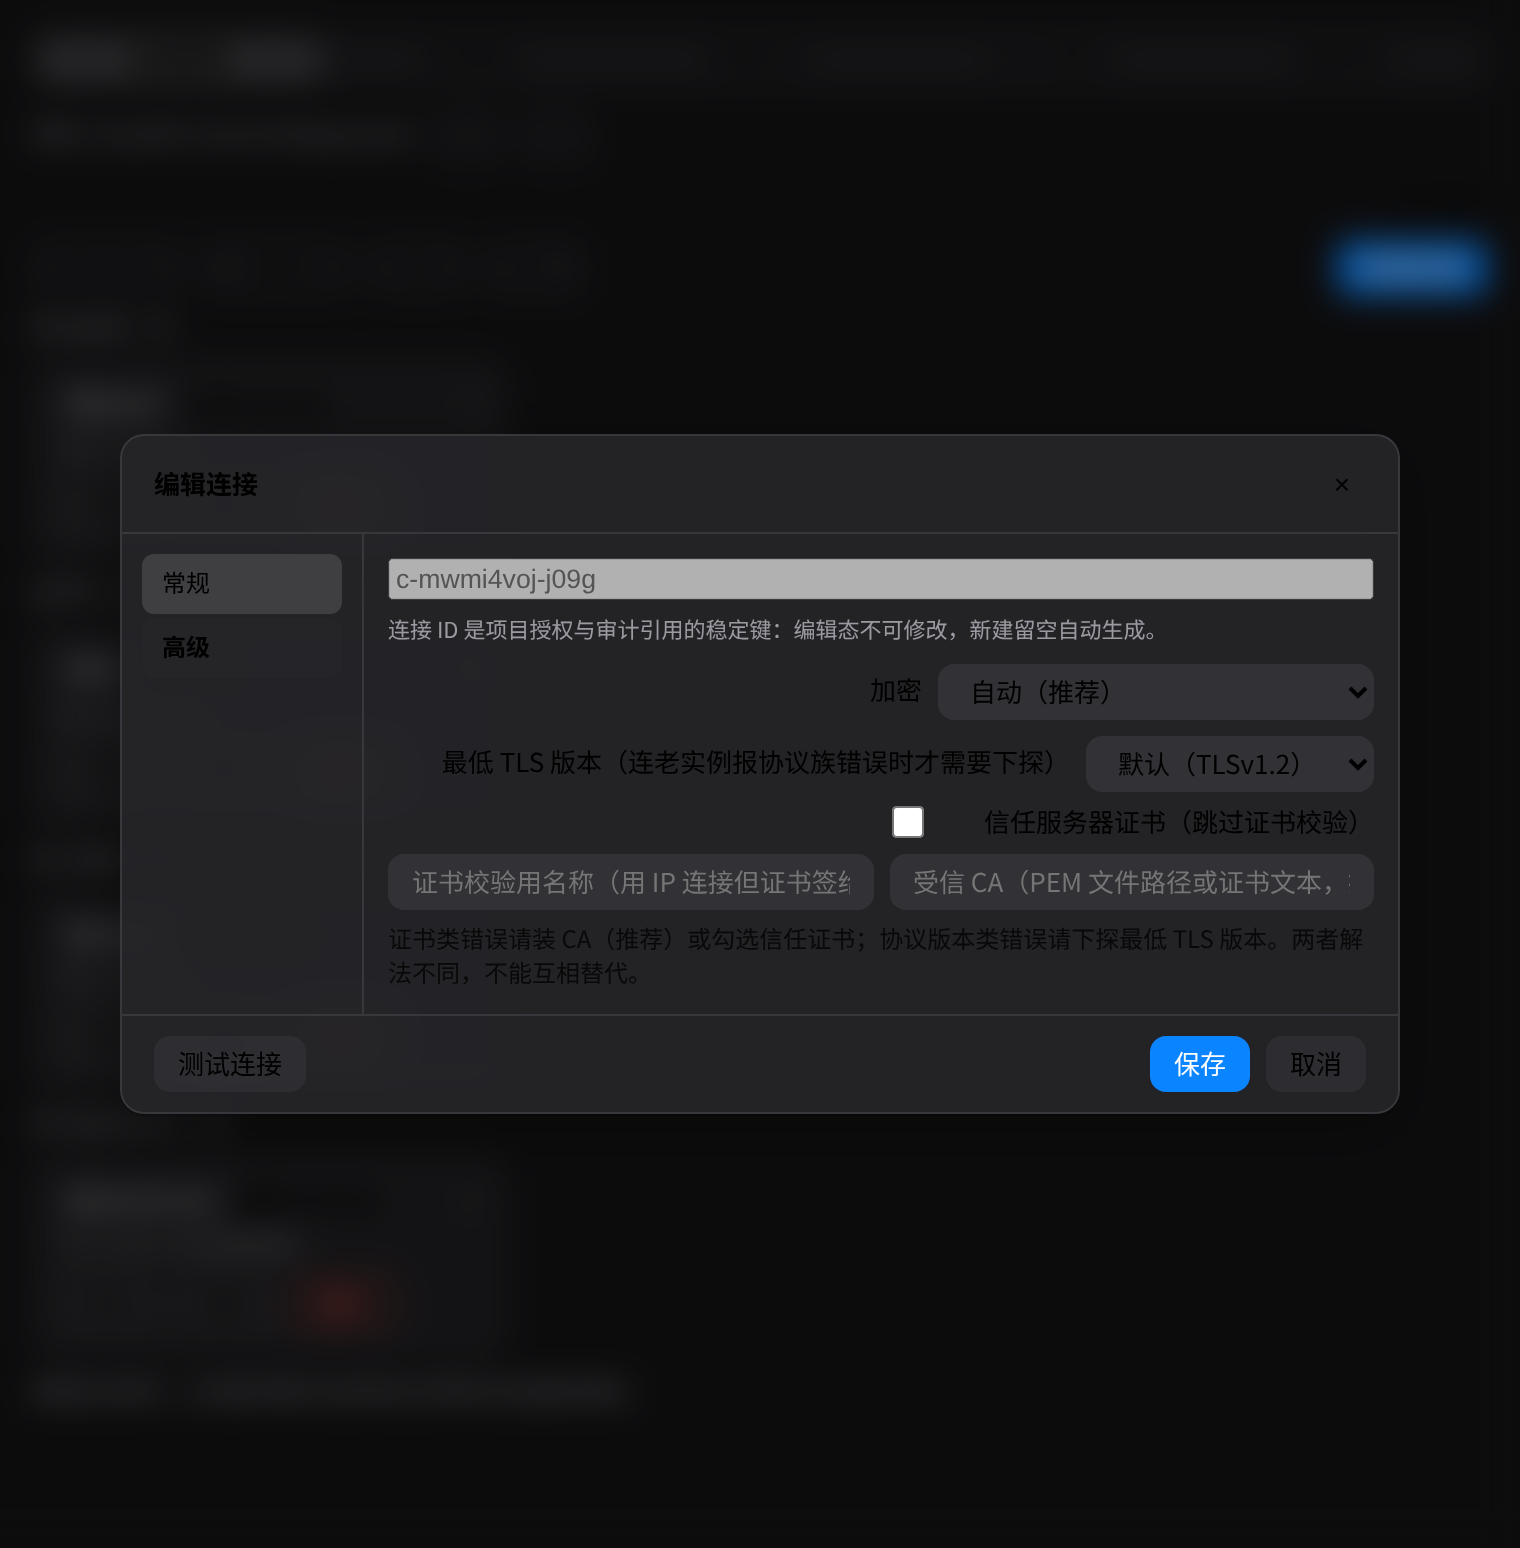 编辑连接
×
常规
高级
c-mwmi4voj-j09g
连接 ID 是项目授权与审计引用的稳定键：编辑态不可修改，新建留空自动生成。
加密
自动（推荐）
最低 TLS 版本（连老实例报协议族错误时才需要下探）
默认（TLSv1.2）
信任服务器证书（跳过证书校验）
证书校验用名称（用 IP 连接但证书签
受信 CA（PEM 文件路径或证书文本，
证书类错误请装 CA（推荐）或勾选信任证书；协议版本类错误请下探最低 TLS 版本。两者解
法不同，不能互相替代。
测试连接
保存
取消